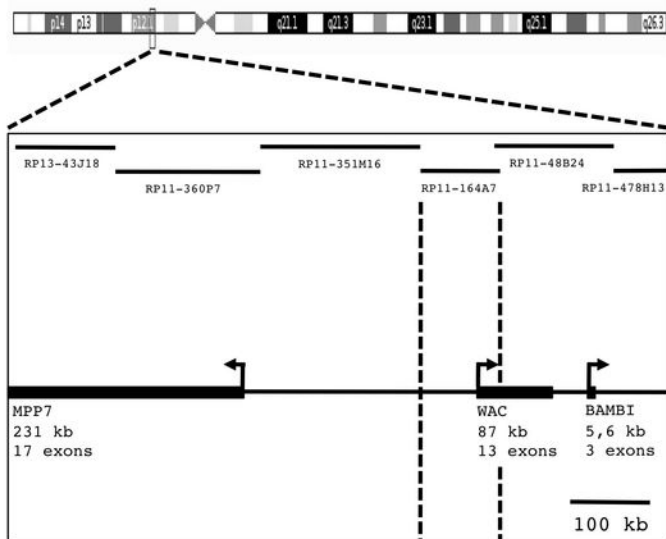 p14 p13 p12.1 q21.1 q21.3 q23.1 q25.1 q26.3
RP13-43J18
RP11-360P7
RP11-351M16
RP11-164A7
RP11-48B24
RP11-478H13
MPP7
231 kb
17 exons
WAC
87 kb
13 exons
BAMBI
5,6 kb
3 exons
100 kb